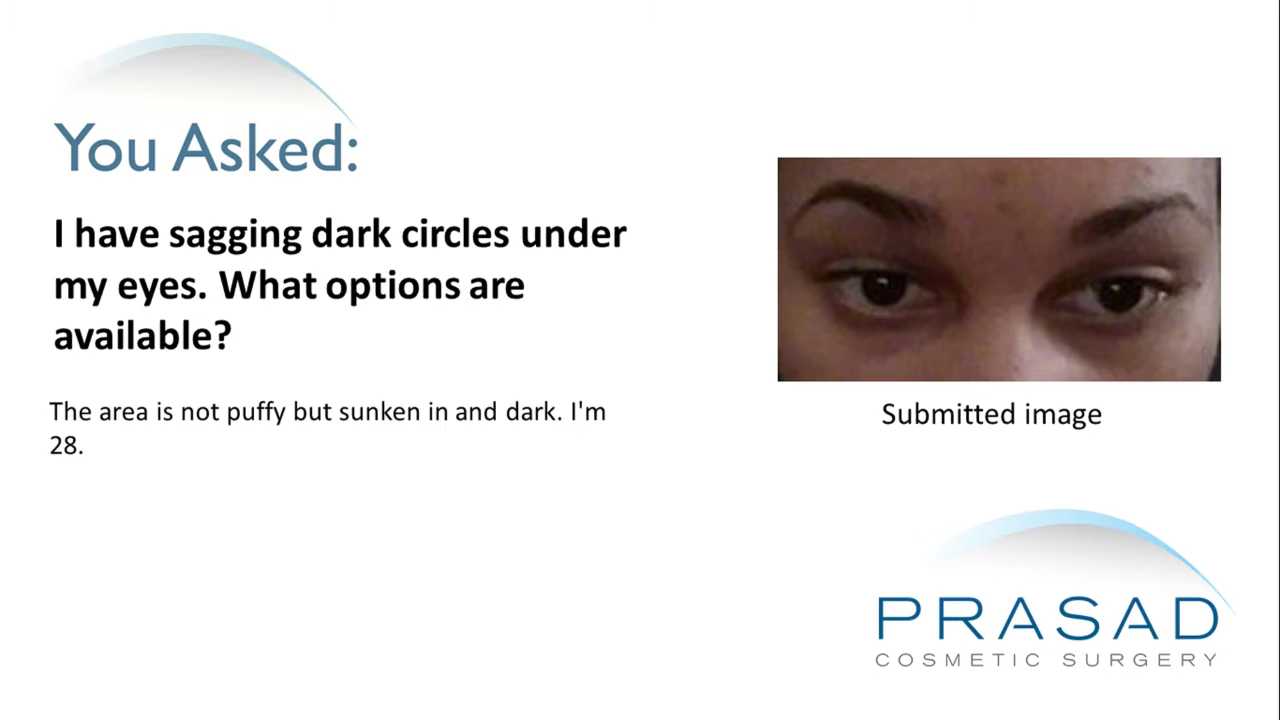 You Asked:
I have sagging dark circles under
my eyes. What options are
available?
The area is not puffy but sunken in and dark. I'm
28.
Submitted image
PRASAD
COSMETIC SURGERY